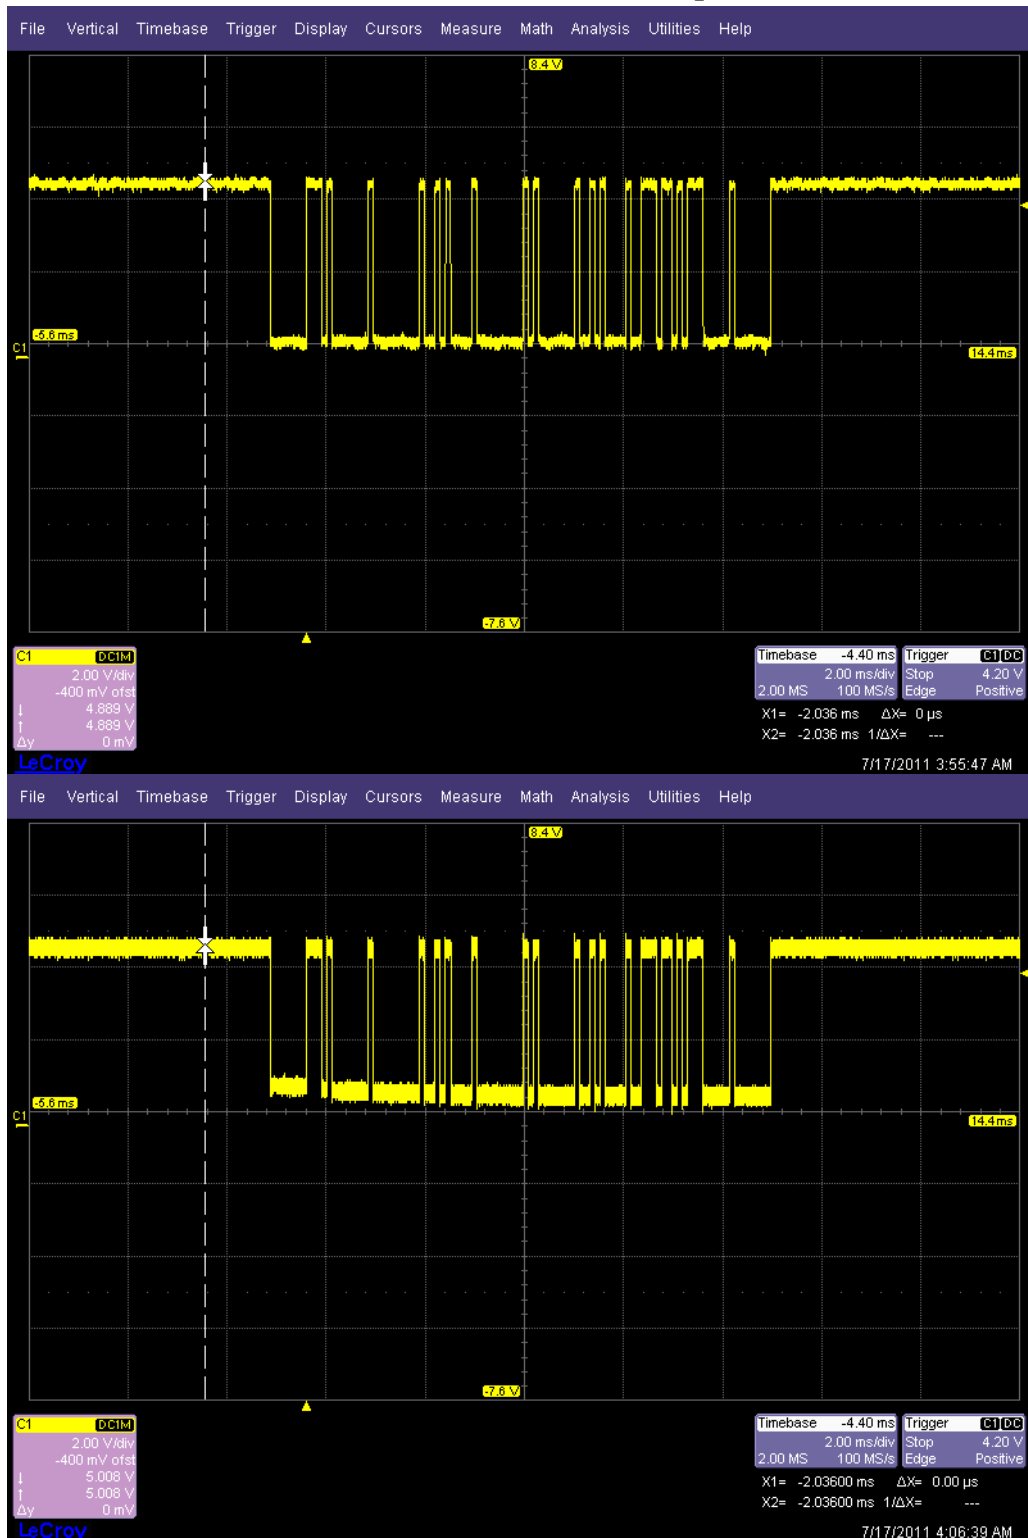 File Vertical Timebase Trigger Display Cursors Measure Math Analysis Utilities Help
8.4 V
-5.6 ms
C1
14.4 ms
-7.6 V
C1 DC1M
2.00 V/div
-400 mV ofst
↓ 4.889 V
↑ 4.889 V
Δy 0 mV
Timebase -4.40 ms
2.00 ms/div
2.00 MS 100 MS/s
Trigger C1 DC
Stop 4.20 V
Edge Positive
X1= -2.036 ms ΔX= 0 µs
X2= -2.036 ms 1/ΔX= ---
LeCroy
7/17/2011 3:55:47 AM
File Vertical Timebase Trigger Display Cursors Measure Math Analysis Utilities Help
8.4 V
-5.6 ms
C1
14.4 ms
-7.6 V
C1 DC1M
2.00 V/div
-400 mV ofst
↓ 5.008 V
↑ 5.008 V
Δy 0 mV
Timebase -4.40 ms
2.00 ms/div
2.00 MS 100 MS/s
Trigger C1 DC
Stop 4.20 V
Edge Positive
X1= -2.03600 ms ΔX= 0.00 µs
X2= -2.03600 ms 1/ΔX= ---
LeCroy
7/17/2011 4:06:39 AM